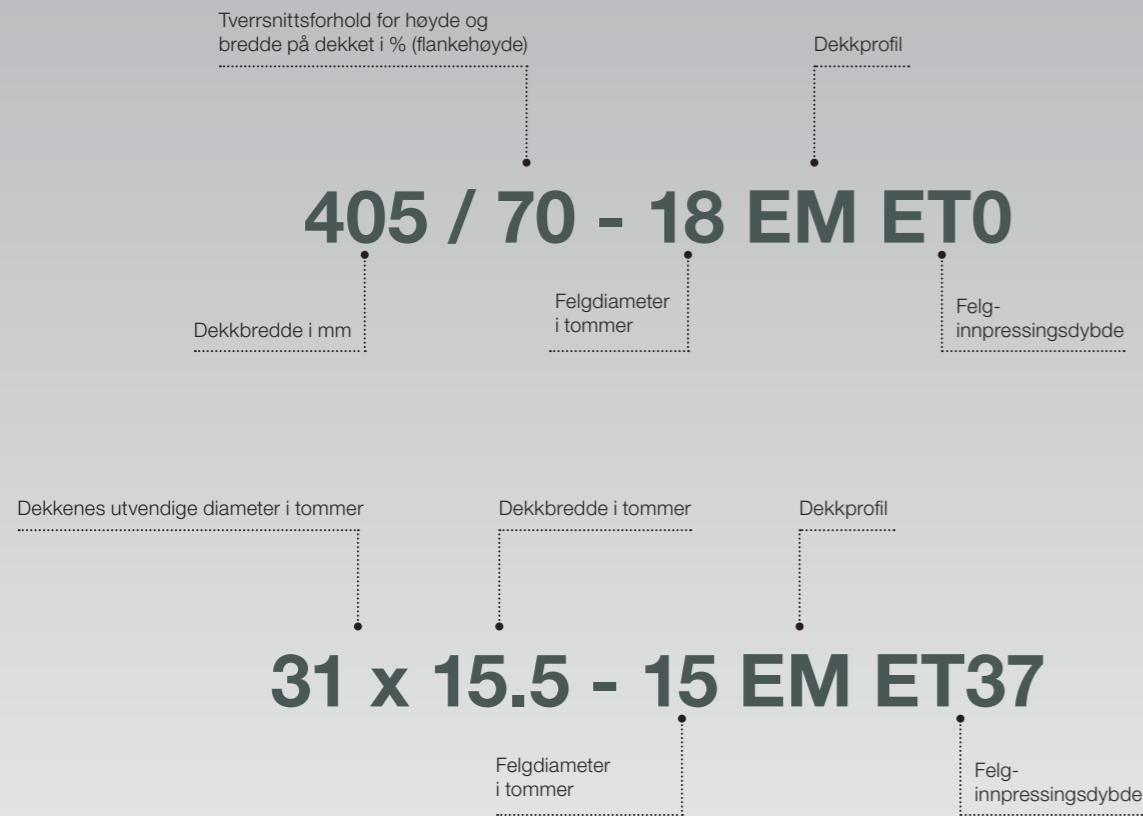 Tverrsnittsforhold for høyde og
bredde på dekket i % (flankehøyde)
Dekkprofil
405 / 70 - 18 EM ET0
Dekkbredde i mm
Felgdiameter
i tommer
Felg-
innpressingsdybde
Dekkenes utvendige diameter i tommer
Dekkbredde i tommer
Dekkprofil
31 x 15.5 - 15 EM ET37
Felgdiameter
i tommer
Felg-
innpressingsdybde